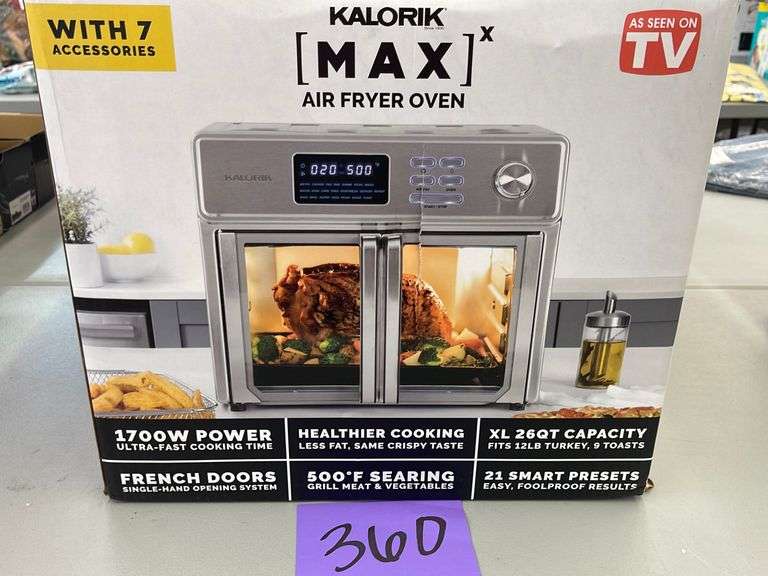 WITH 7
ACCESSORIES
KALORIK
[MAX]X
AIR FRYER OVEN
AS SEEN ON
TV
KALORIK
020 500
1700W POWER
ULTRA-FAST COOKING TIME
HEALTHIER COOKING
LESS FAT, SAME CRISPY TASTE
XL 26QT CAPACITY
FITS 12LB TURKEY, 9 TOASTS
FRENCH DOORS
SINGLE-HAND OPENING SYSTEM
500°F SEARING
GRILL MEAT & VEGETABLES
21 SMART PRESETS
EASY, FOOLPROOF RESULTS
360